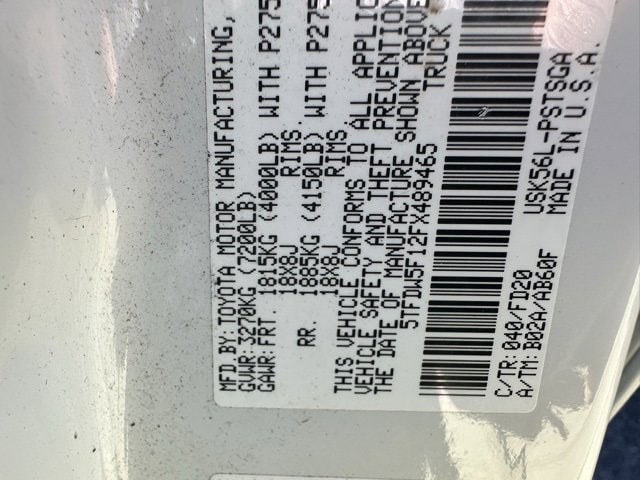 MFD. BY: TOYOTA MOTOR MANUFACTURING,
GVWR: 3270KG (7200LB)
GAWR: FRT. 1815KG (4000LB) WITH P275
18X8J RIMS,
RR. 1885KG (4150LB) WITH P275
18X8J RIMS.
THIS VEHICLE CONFORMS TO ALL APPLIC
VEHICLE SAFETY AND THEFT PREVENTION
THE DATE OF MANUFACTURE SHOWN ABOVE
5TFDW5F12FX489465 TRUCK
C/TR: 040/FD20 USK56L-PSTSGA
A/TM: B02A/AB60F MADE IN U.S.A.